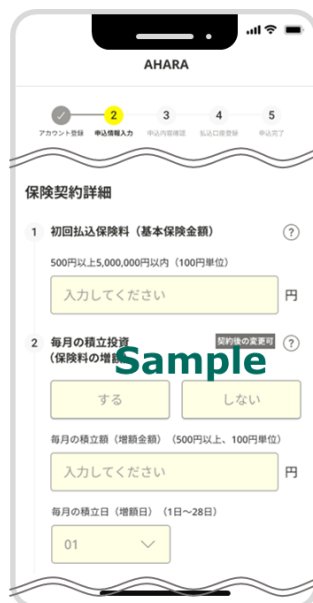 AHARA
2 3 4 5
アカウント登録 申込情報入力 申込内容確認 払込口座登録 申込完了
保険契約詳細
1 初回払込保険料（基本保険金額） ?
500円以上5,000,000円以内（100円単位）
入力してください 円
2 毎月の積立投資 契約後の変更可 ?
(保険料の増額
Sample
する しない
毎月の積立額（増額金額）（500円以上、100円単位）
入力してください 円
毎月の積立日（増額日）（1日～28日）
01